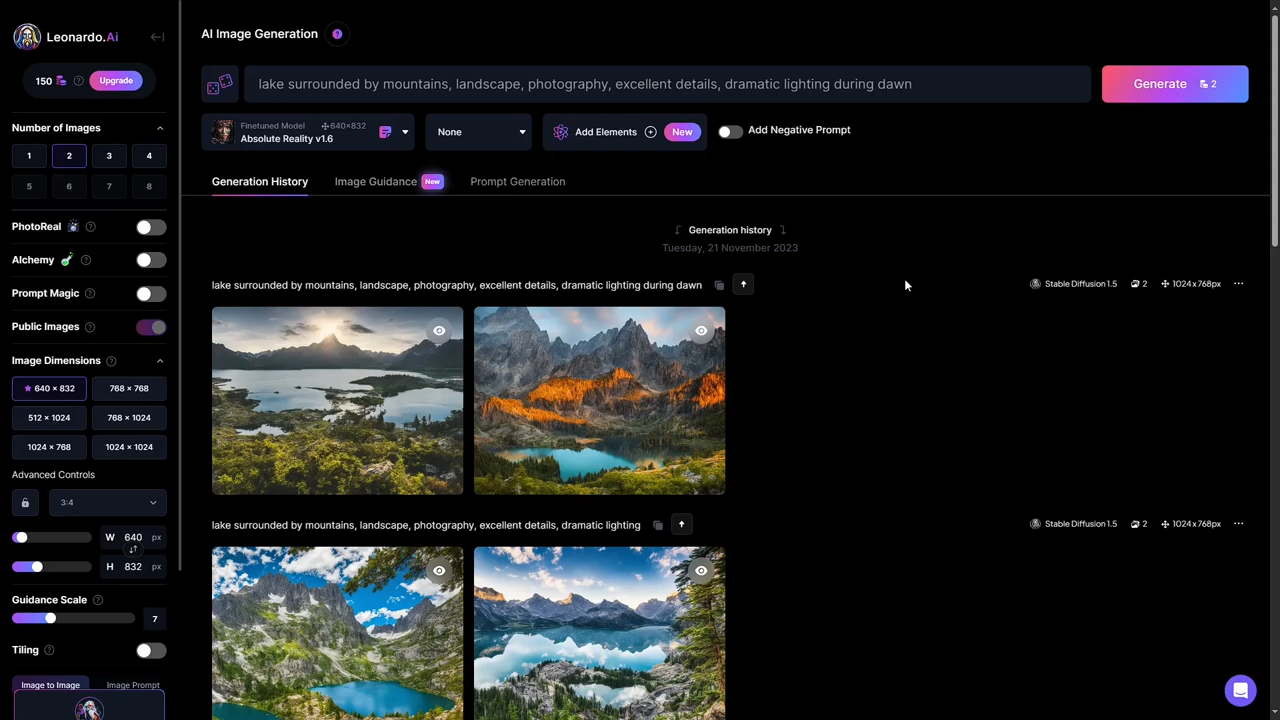 Leonardo.Ai
150
Upgrade
Number of Images
1
2
3
4
5
6
7
8
PhotoReal
Alchemy
Prompt Magic
Public Images
Image Dimensions
640 × 832
768 × 768
512 × 1024
768 × 1024
1024 × 768
1024 × 1024
Advanced Controls
3:4
W 640 px
H 832 px
Guidance Scale
7
Tiling
Image to Image
Image Prompt
AI Image Generation
lake surrounded by mountains, landscape, photography, excellent details, dramatic lighting during dawn
Generate 2
Finetuned Model 640×832
Absolute Reality v1.6
None
Add Elements
New
Add Negative Prompt
Generation History
Image Guidance
New
Prompt Generation
Generation history
Tuesday, 21 November 2023
lake surrounded by mountains, landscape, photography, excellent details, dramatic lighting during dawn
Stable Diffusion 1.5
2
1024x768px
lake surrounded by mountains, landscape, photography, excellent details, dramatic lighting
Stable Diffusion 1.5
2
1024x768px